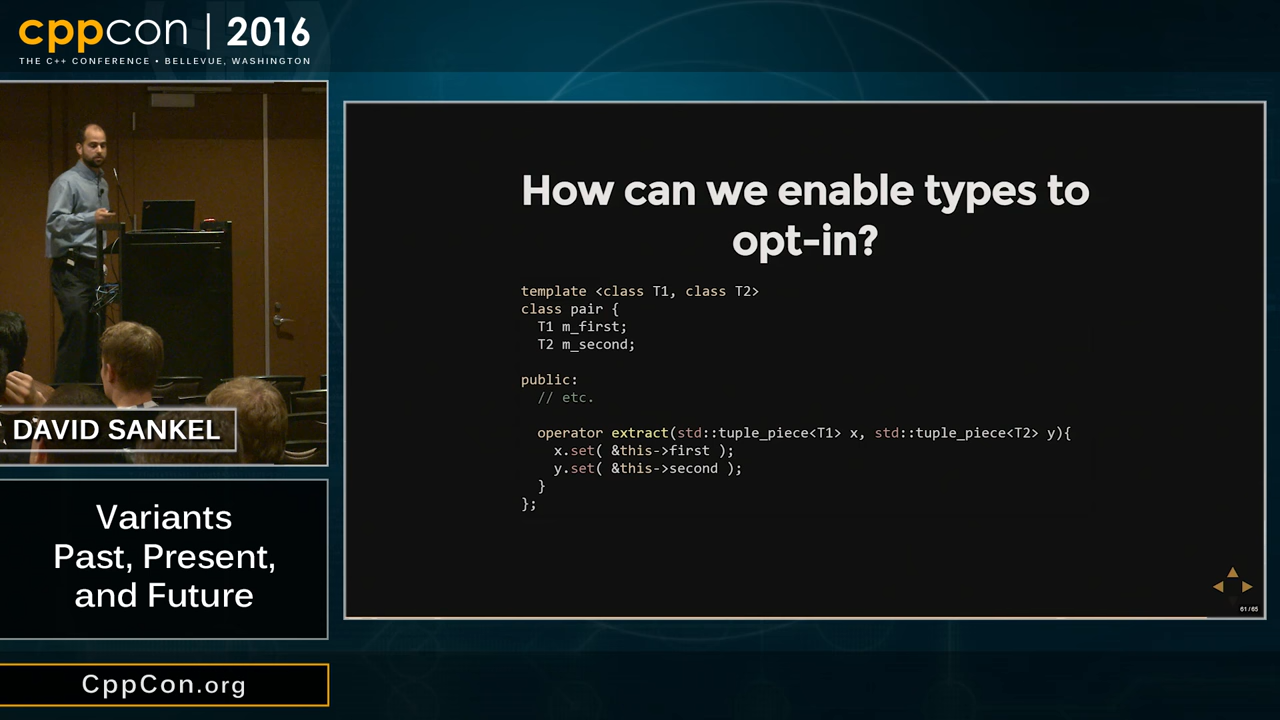 cppcon | 2016
THE C++ CONFERENCE • BELLEVUE, WASHINGTON
DAVID SANKEL
Variants
Past, Present,
and Future
CppCon.org
How can we enable types to
opt-in?
template <class T1, class T2>
class pair {
  T1 m_first;
  T2 m_second;
public:
  // etc.
  operator extract(std::tuple_piece<T1> x, std::tuple_piece<T2> y){
    x.set( &this->first );
    y.set( &this->second );
  }
};
61 / 65